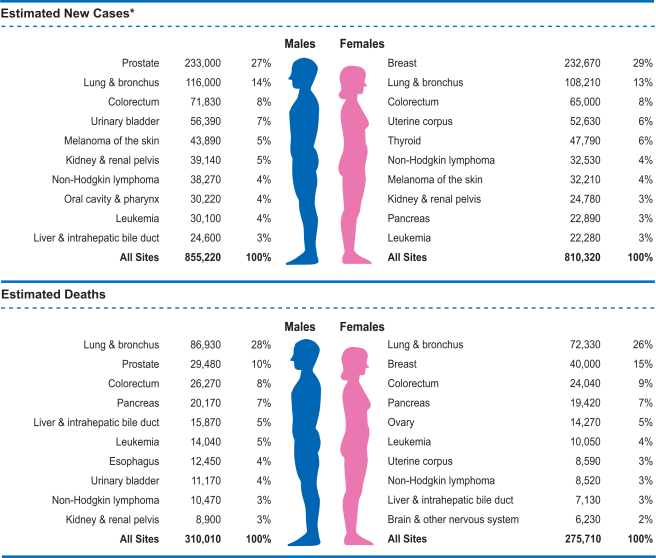 Estimated New Cases*
Males Females
Prostate 233,000 27% Breast 232,670 29%
Lung & bronchus 116,000 14% Lung & bronchus 108,210 13%
Colorectum 71,830 8% Colorectum 65,000 8%
Urinary bladder 56,390 7% Uterine corpus 52,630 6%
Melanoma of the skin 43,890 5% Thyroid 47,790 6%
Kidney & renal pelvis 39,140 5% Non-Hodgkin lymphoma 32,530 4%
Non-Hodgkin lymphoma 38,270 4% Melanoma of the skin 32,210 4%
Oral cavity & pharynx 30,220 4% Kidney & renal pelvis 24,780 3%
Leukemia 30,100 4% Pancreas 22,890 3%
Liver & intrahepatic bile duct 24,600 3% Leukemia 22,280 3%
All Sites 855,220 100% All Sites 810,320 100%
Estimated Deaths
Males Females
Lung & bronchus 86,930 28% Lung & bronchus 72,330 26%
Prostate 29,480 10% Breast 40,000 15%
Colorectum 26,270 8% Colorectum 24,040 9%
Pancreas 20,170 7% Pancreas 19,420 7%
Liver & intrahepatic bile duct 15,870 5% Ovary 14,270 5%
Leukemia 14,040 5% Leukemia 10,050 4%
Esophagus 12,450 4% Uterine corpus 8,590 3%
Urinary bladder 11,170 4% Non-Hodgkin lymphoma 8,520 3%
Non-Hodgkin lymphoma 10,470 3% Liver & intrahepatic bile duct 7,130 3%
Kidney & renal pelvis 8,900 3% Brain & other nervous system 6,230 2%
All Sites 310,010 100% All Sites 275,710 100%